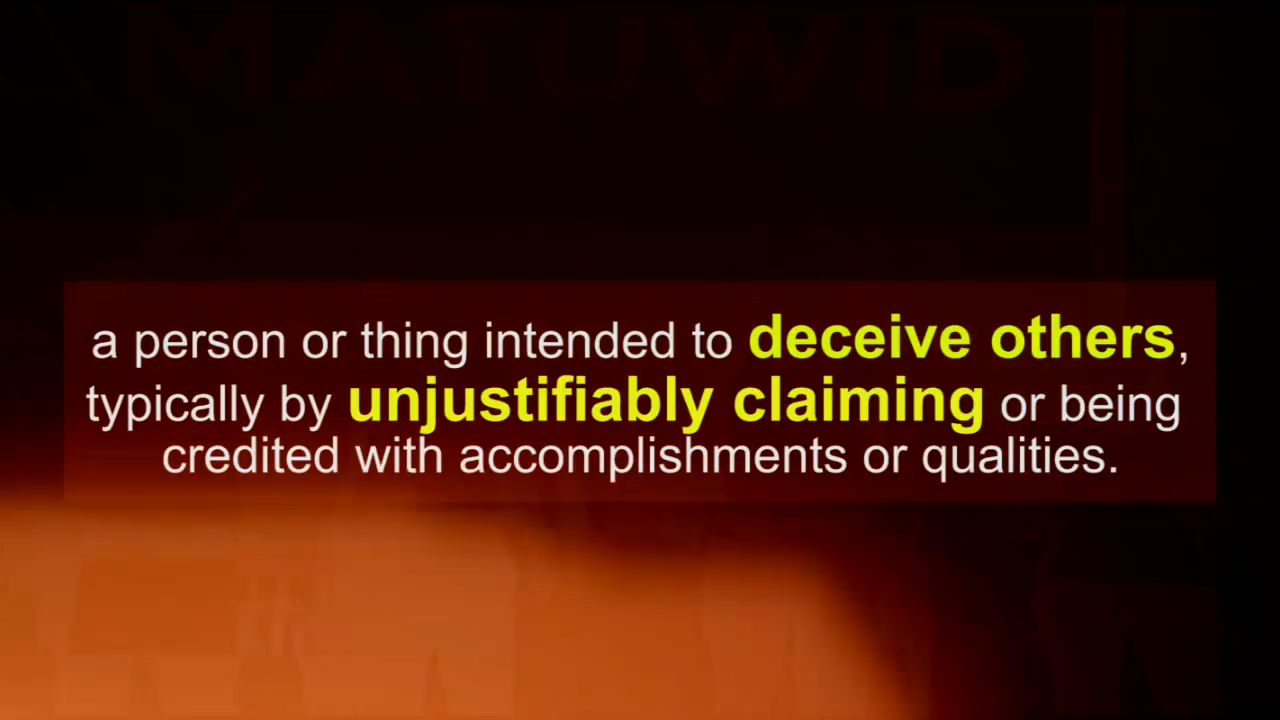 MATUWID
a person or thing intended to deceive others,
typically by unjustifiably claiming or being
credited with accomplishments or qualities.